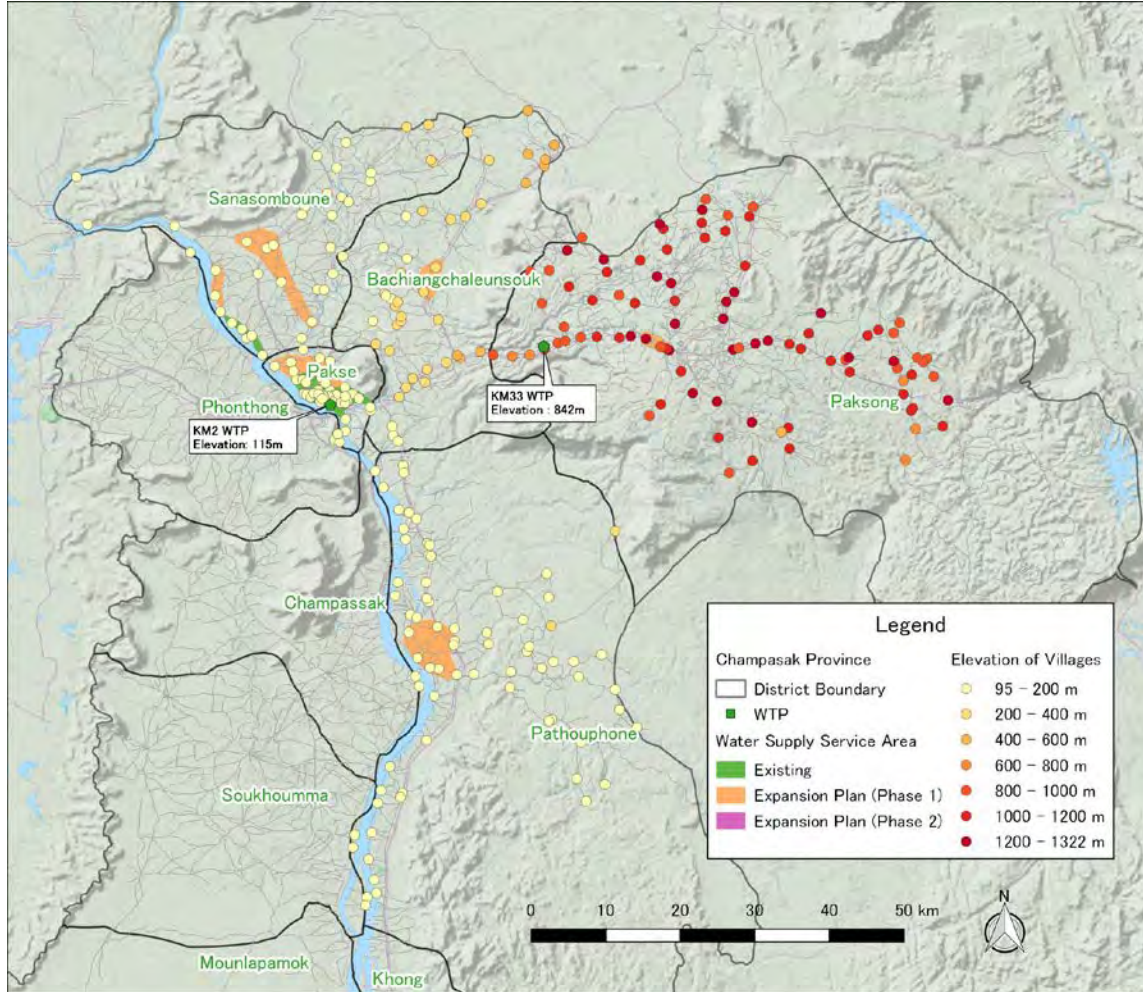 Sanasomboune
Bachiangchaleunsouk
Pakse
Phonthong
KM2 WTP
Elevation: 115m
KM33 WTP
Elevation : 842m
Paksong
Champassak
Pathouphone
Soukhoumma
Mounlapamok
Khong
Legend
Champasak Province
District Boundary
WTP
Water Supply Service Area
Existing
Expansion Plan (Phase 1)
Expansion Plan (Phase 2)
Elevation of Villages
95 - 200 m
200 - 400 m
400 - 600 m
600 - 800 m
800 - 1000 m
1000 - 1200 m
1200 - 1322 m
0 10 20 30 40 50 km
N